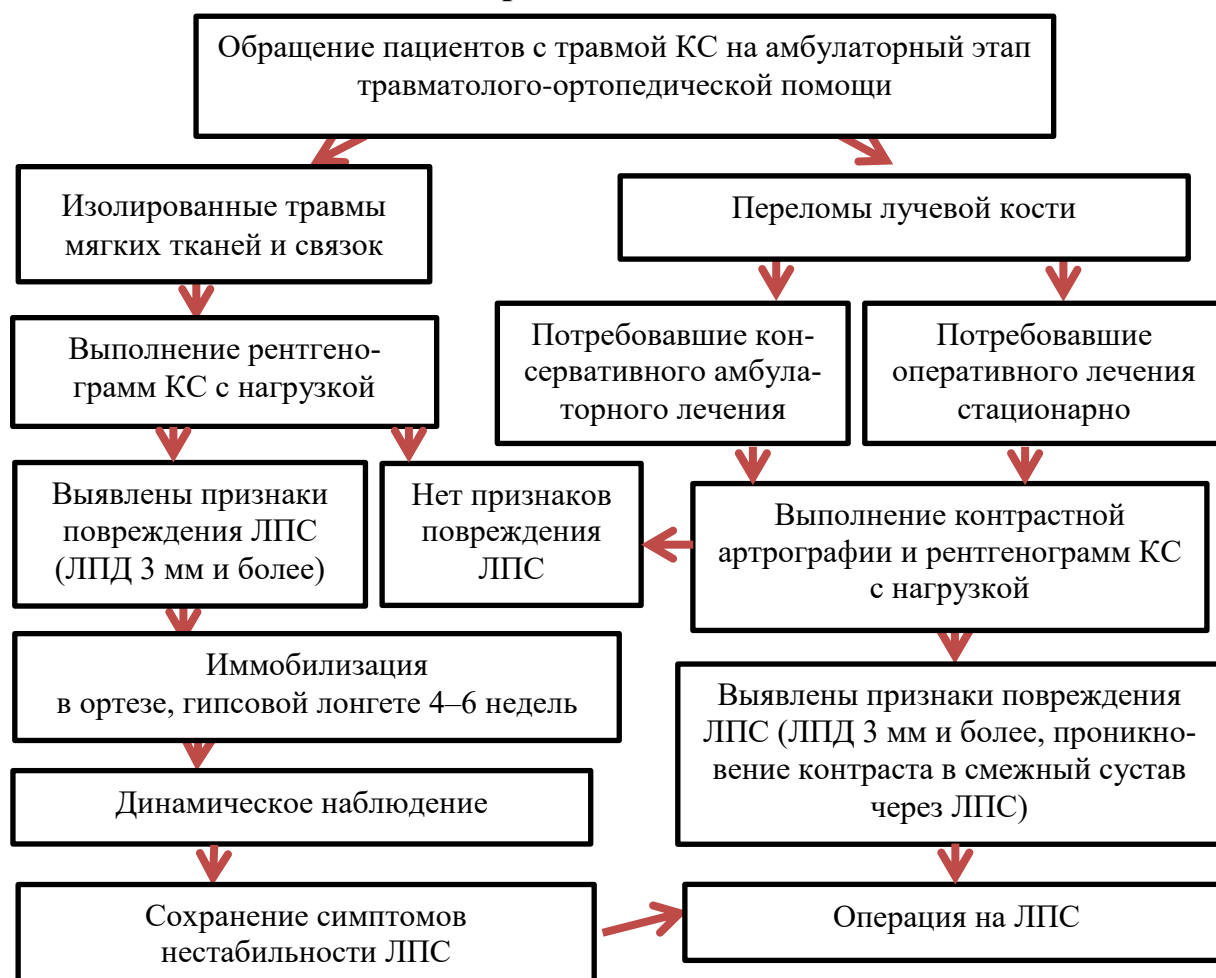 Обращение пациентов с травмой КС на амбулаторный этап
травматолого-ортопедической помощи
Изолированные травмы
мягких тканей и связок
Переломы лучевой кости
Выполнение рентгено-
грамм КС с нагрузкой
Потребовавшие кон-
сервативного амбула-
торного лечения
Потребовавшие
оперативного лечения
стационарно
Выявлены признаки
повреждения ЛПС
(ЛПД 3 мм и более)
Нет признаков
повреждения
ЛПС
Выполнение контрастной
артрографии и рентгенограмм КС
с нагрузкой
Иммобилизация
в ортезе, гипсовой лонгете 4–6 недель
Выявлены признаки повреждения
ЛПС (ЛПД 3 мм и более, проникно-
вение контраста в смежный сустав
через ЛПС)
Динамическое наблюдение
Сохранение симптомов
нестабильности ЛПС
Операция на ЛПС